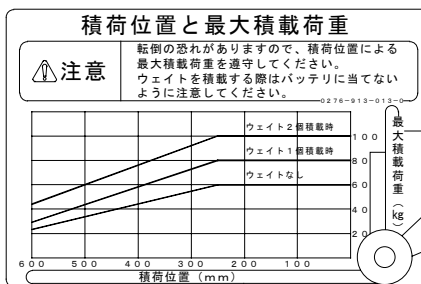 積荷位置と最大積載荷重
注意
転倒の恐れがありますので、積荷位置による
最大積載荷重を遵守してください。
ウェイトを積載する際はバッテリに当てない
ように注意してください。
0276-913-013-0
ウェイト2個積載時
ウェイト1個積載時
ウェイトなし
100
80
60
40
20
最大積載荷重(kg)
600 500 400 300 200 100
積荷位置(mm)